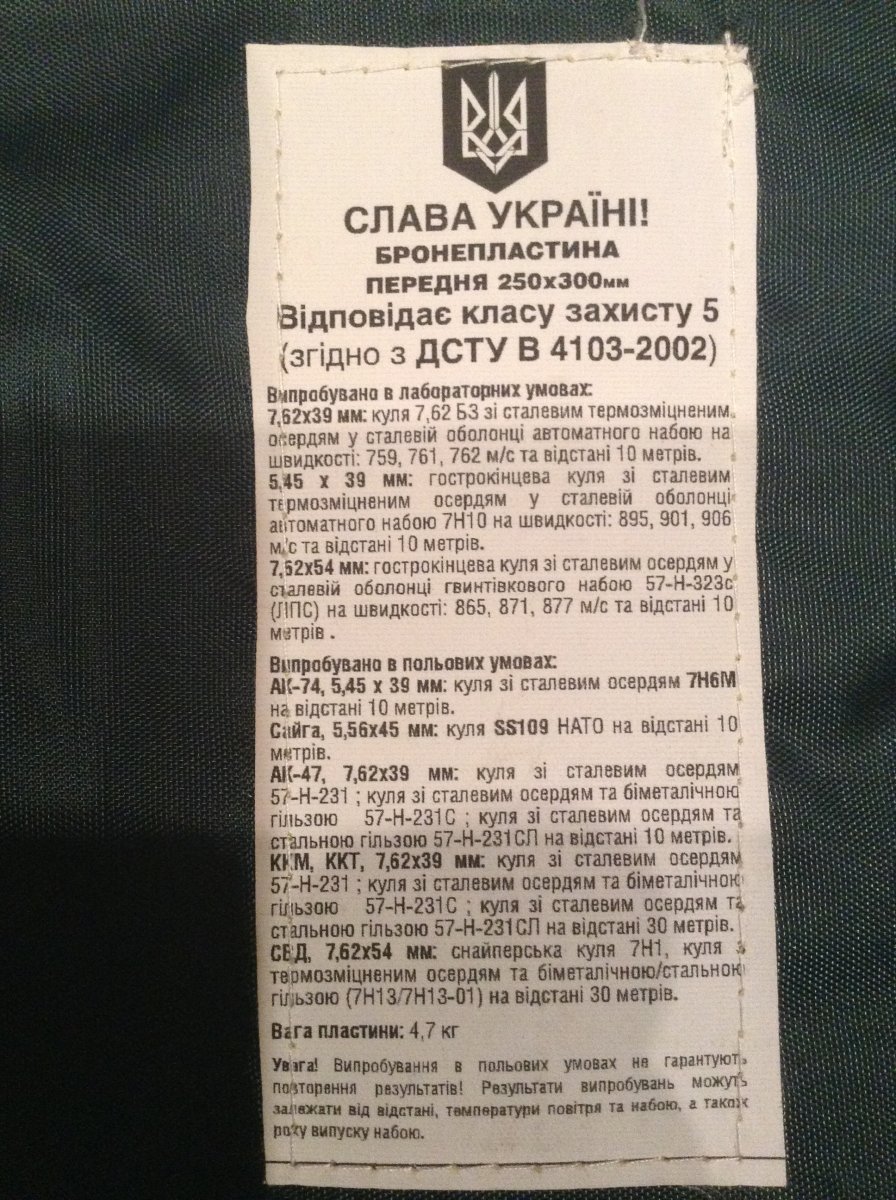 СЛАВА УКРАЇНІ!
БРОНЕПЛАСТИНА
ПЕРЕДНЯ 250х300мм
Відповідає класу захисту 5
(згідно з ДСТУ В 4103-2002)
Випробувано в лабораторних умовах:
7,62х39 мм: куля 7,62 БЗ зі сталевим термозміцненим
осердям у сталевій оболонці автоматного набою на
швидкості: 759, 761, 762 м/с та відстані 10 метрів.
5,45 х 39 мм: гострокінцева куля зі сталевим
термозміцненим осердям у сталевій оболонці
автоматного набою 7Н10 на швидкості: 895, 901, 906
м/с та відстані 10 метрів.
7,62х54 мм: гострокінцева куля зі сталевим осердям у
сталевій оболонці гвинтівкового набою 57-Н-323с
(ЛПС) на швидкості: 865, 871, 877 м/с та відстані 10
метрів .
Випробувано в польових умовах:
АК-74, 5,45 х 39 мм: куля зі сталевим осердям 7Н6М
на відстані 10 метрів.
Сайга, 5,56х45 мм: куля SS109 НАТО на відстані 10
метрів.
АК-47, 7,62х39 мм: куля зі сталевим осердям
57-Н-231 ; куля зі сталевим осердям та біметалічною
гільзою 57-Н-231С ; куля зі сталевим осердям та
стальною гільзою 57-Н-231СЛ на відстані 10 метрів.
ККМ, ККТ, 7,62х39 мм: куля зі сталевим осердям
57-Н-231 ; куля зі сталевим осердям та біметалічною
гільзою 57-Н-231С ; куля зі сталевим осердям та
стальною гільзою 57-Н-231СЛ на відстані 30 метрів.
СВД, 7,62х54 мм: снайперська куля 7Н1, куля з
термозміцненим осердям та біметалічною/стальною
гільзою (7Н13/7Н13-01) на відстані 30 метрів.
Вага пластини: 4,7 кг
Увага! Випробування в польових умовах не гарантують
повторення результатів! Результати випробувань можуть
залежати від відстані, температури повітря та набою, а також
року випуску набою.